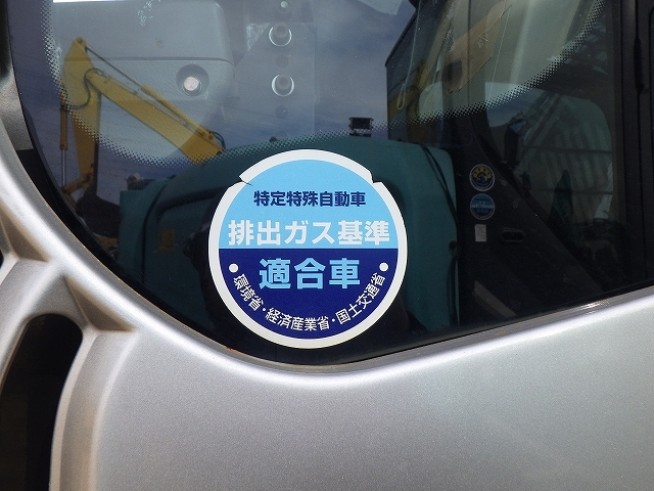 特定特殊自動車
排出ガス基準
適合車
環境省・経済産業省・国土交通省